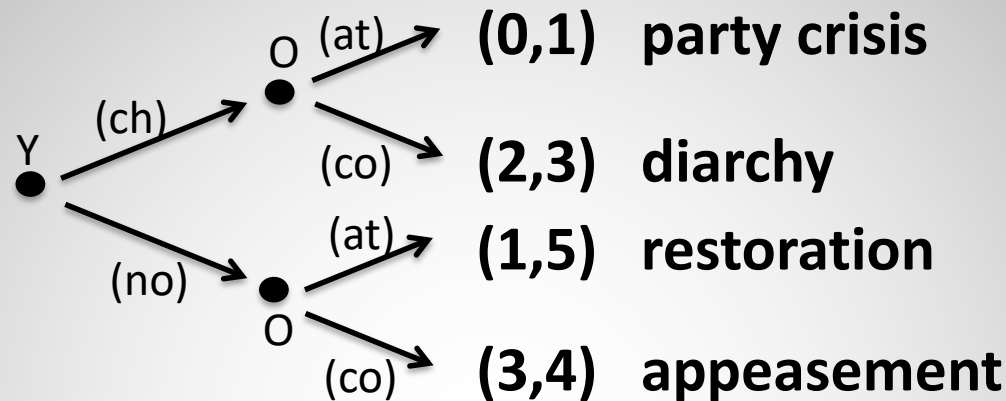 O (at) (0,1) party crisis
(ch)
Y (co) (2,3) diarchy
(at) (1,5) restoration
(no)
O
(co) (3,4) appeasement